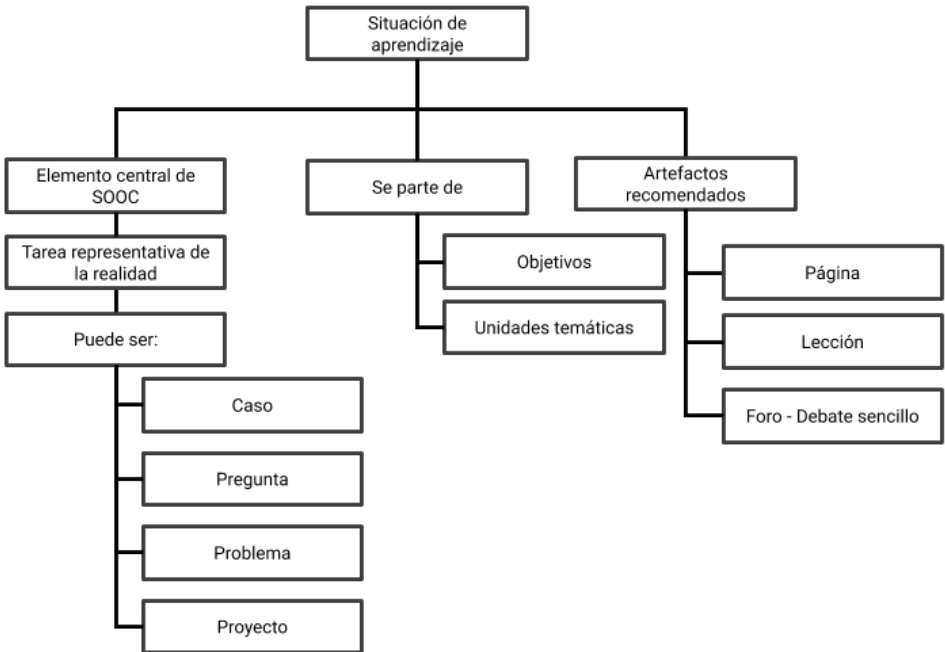 Situación de
aprendizaje
Elemento central de
SOOC
Tarea representativa de
la realidad
Puede ser:
Caso
Pregunta
Problema
Proyecto
Se parte de
Objetivos
Unidades temáticas
Artefactos
recomendados
Página
Lección
Foro - Debate sencillo